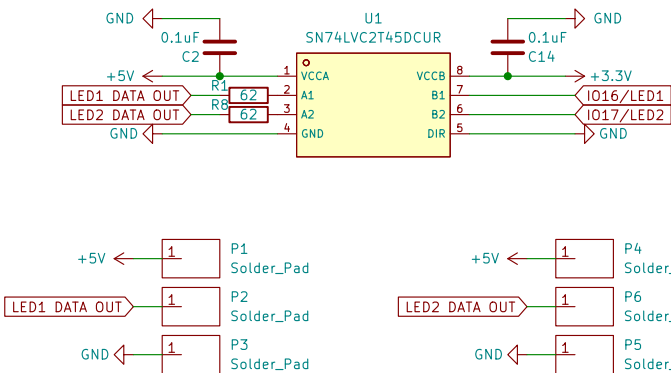 GND
U1
GND
SN74LVC2T45DCUR
0.1uF
C2
0.1uF
C14
+5V
1
VCCA
VCCB
8
+3.3V
LED1 DATA OUT
R1
62
2
A1
B1
7
IO16/LED1
LED2 DATA OUT
R8
62
3
A2
B2
6
IO17/LED2
GND
4
GND
DIR
5
GND
+5V
1
P1
Solder_Pad
+5V
1
P4
Solder_
LED1 DATA OUT
1
P2
Solder_Pad
LED2 DATA OUT
1
P6
Solder_
GND
1
P3
Solder_Pad
GND
1
P5
Solder_